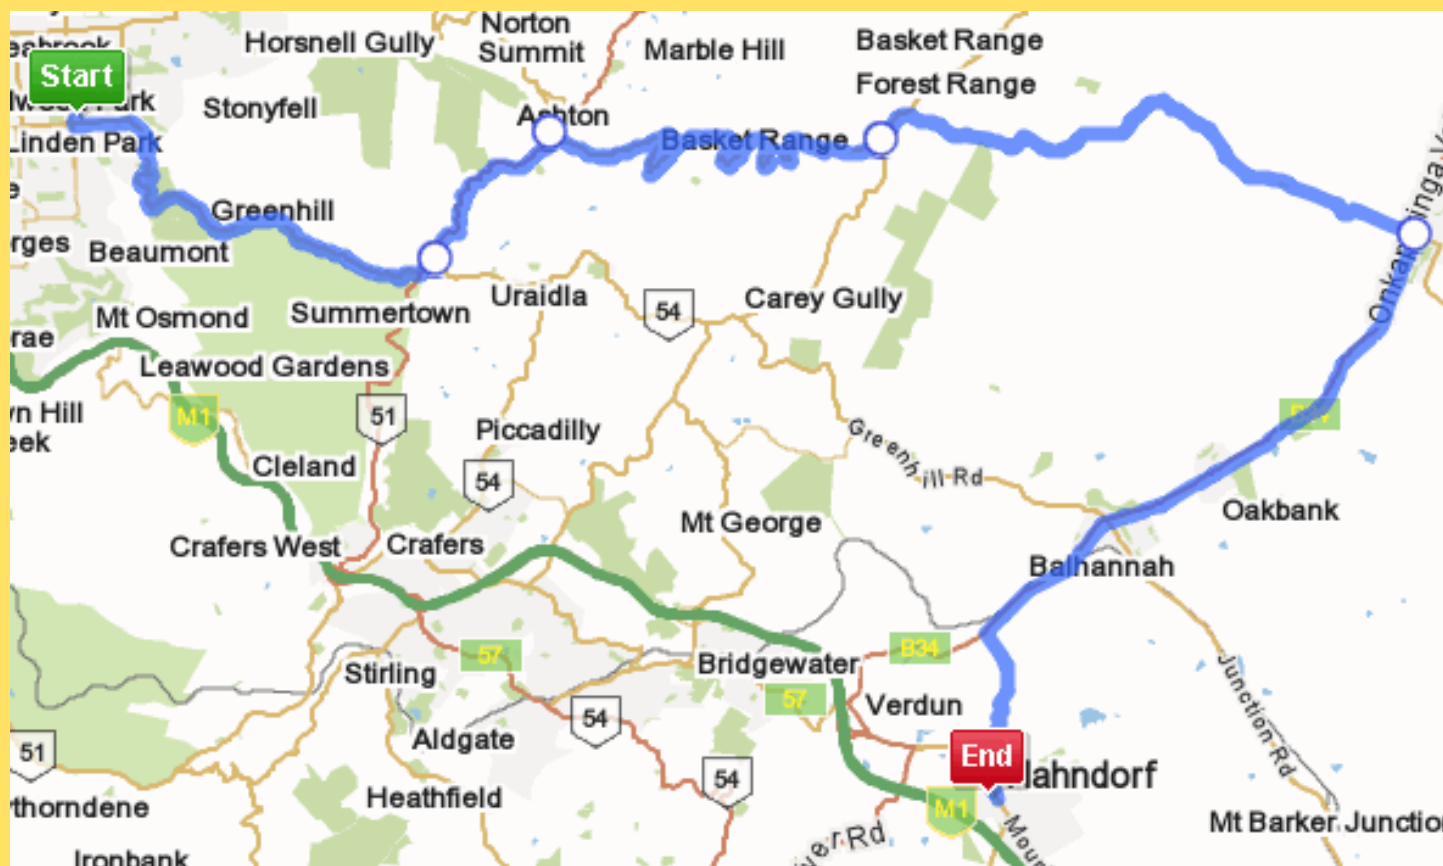 Norton
Summit
Horsnell Gully
Marble Hill
Basket Range
Forest Range
Start
Stonyfell
Ashton
Linden Park
Basket Range
Greenhill
Beaumont
Uraidla
Carey Gully
54
Summertown
Mt Osmond
Leawood Gardens
M1
51
Piccadilly
Greenhill Rd
Cleland
54
Oakbank
Mt George
Crafers West
Crafers
Balhannah
B34
57
Stirling
Bridgewater
57
Verdun
54
Aldgate
Junction Rd
51
End
54
Heathfield
M1
Mt Barker Junctio
Ironbank